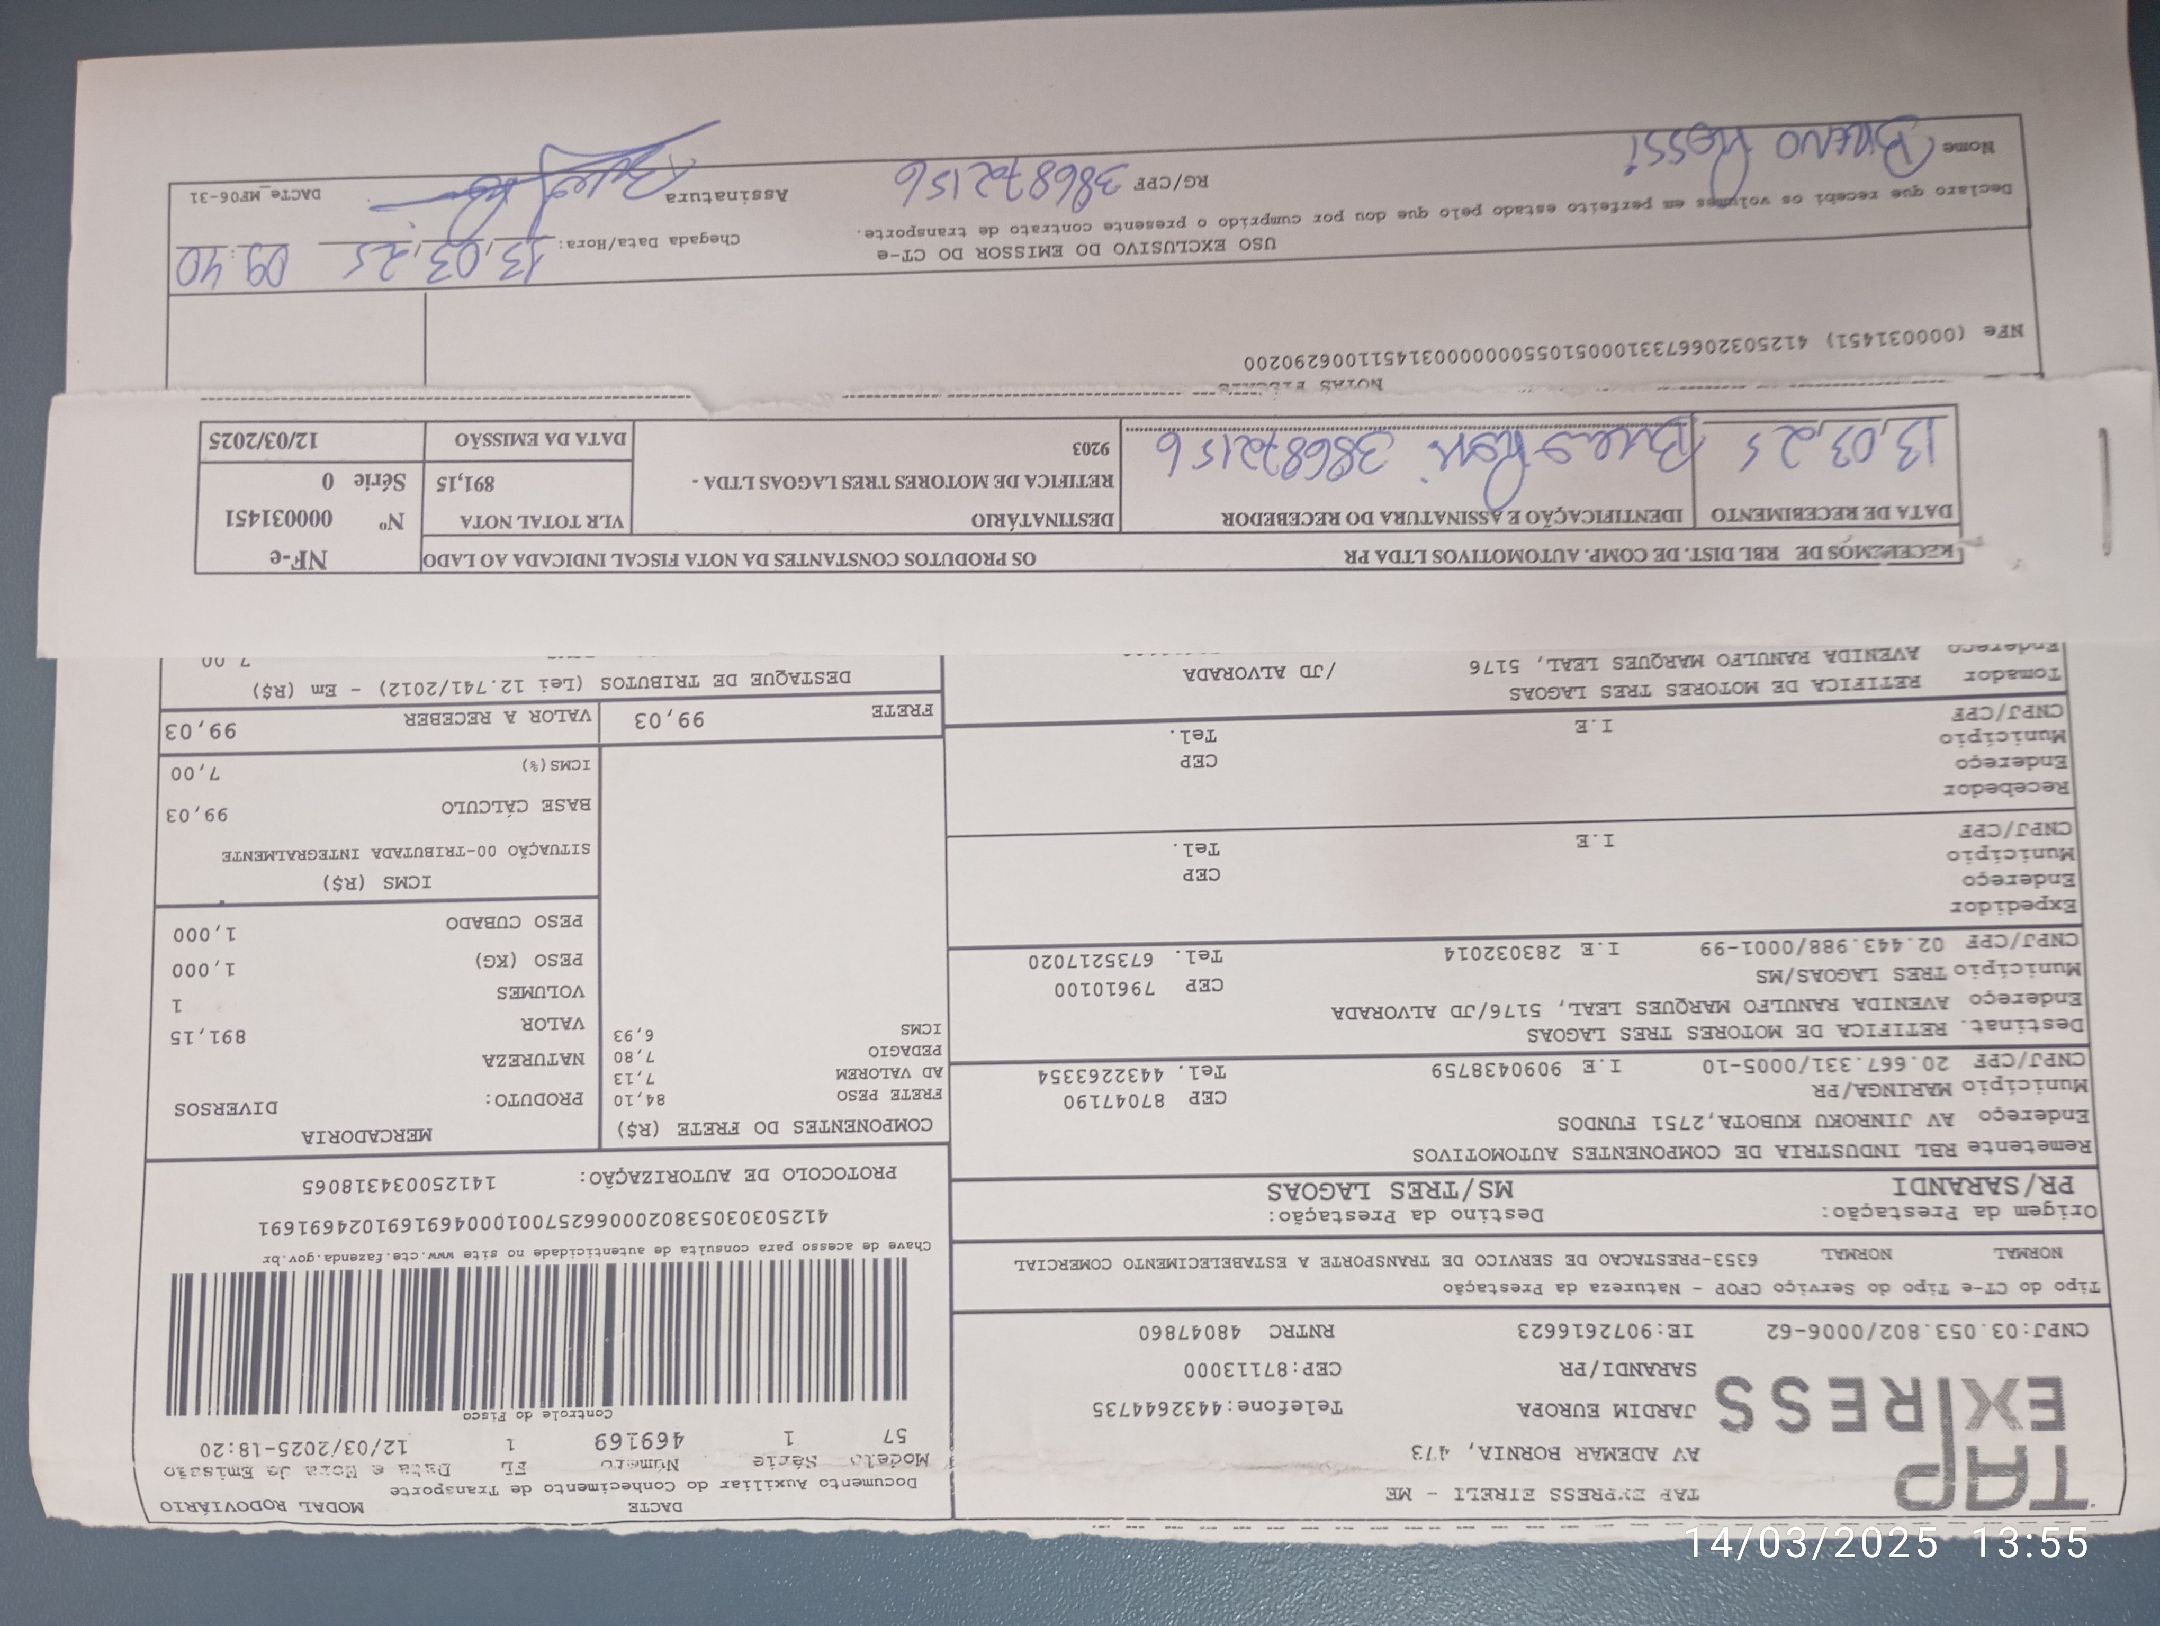 TAP EXPRESS EIRELI - ME
TAP
EXPRESS
AV ADEMAR BORNIA, 473
JARDIM EUROPA Telefone:4432644735
SARANDI/PR CEP:87113000
CNPJ:03.053.802/0006-62 IE:9072616623 RNTRC 48047860
DACTE MODAL RODOVIÁRIO
Documento Auxiliar do Conhecimento de Transporte
Modelo Série Número FL Data e Hora de Emissão
57 1 469169 1 12/03/2025-18:20
Controle do Fisco
Chave de acesso para consulta de autenticidade no site www.cte.fazenda.gov.br
41250303053802000662570010004691691024691691
PROTOCOLO DE AUTORIZAÇÃO: 141250034318065
Tipo do CT-e Tipo do Serviço CFOP - Natureza da Prestação
NORMAL NORMAL 6353-PRESTACAO DE SERVICO DE TRANSPORTE A ESTABELECIMENTO COMERCIAL
Origem da Prestação: Destino da Prestação:
PR/SARANDI MS/TRES LAGOAS
Remetente RBL INDUSTRIA DE COMPONENTES AUTOMOTIVOS
Endereço AV JINROKU KUBOTA,2751 FUNDOS
Município MARINGA/PR CEP 87047190
CNPJ/CPF 20.667.331/0005-10 I.E 9090438759 Tel. 4432263354
Destinat. RETIFICA DE MOTORES TRES LAGOAS
Endereço AVENIDA RANULFO MARQUES LEAL, 5176/JD ALVORADA
Município TRES LAGOAS/MS CEP 79610100
CNPJ/CPF 02.443.988/0001-99 I.E 283032014 Tel. 6735217020
Expedidor
Endereço CEP
Município Tel.
CNPJ/CPF I.E
Recebedor
Endereço CEP
Município Tel.
CNPJ/CPF I.E
Tomador RETIFICA DE MOTORES TRES LAGOAS
Endereço AVENIDA RANULFO MARQUES LEAL, 5176 /JD ALVORADA
COMPONENTES DO FRETE (R$)
FRETE PESO 84,10
AD VALOREM 7,13
PEDAGIO 7,80
ICMS 6,93
MERCADORIA
PRODUTO: DIVERSOS
NATUREZA
VALOR 891,15
VOLUMES 1
PESO (KG) 1,000
PESO CUBADO 1,000
ICMS (R$)
SITUAÇÃO 00-TRIBUTADA INTEGRALMENTE
BASE CÁLCULO 99,03
ICMS(%) 7,00
FRETE 99,03 VALOR A RECEBER 99,03
DESTAQUE DE TRIBUTOS (Lei 12.741/2012) - Em (R$)
7,00
RECEBEMOS DE RBL DIST. DE COMP. AUTOMOTIVOS LTDA PR OS PRODUTOS CONSTANTES DA NOTA FISCAL INDICADA AO LADO
NF-e
DATA DE RECEBIMENTO IDENTIFICAÇÃO E ASSINATURA DO RECEBEDOR
13,03,25 Bueno Rossi 386872156
DESTINATÁRIO
RETIFICA DE MOTORES TRES LAGOAS LTDA -
9203
VLR TOTAL NOTA Nº 000031451
891,15 Série 0
DATA DA EMISSÃO 12/03/2025
NOTAS FISCAIS
NFe (000031451) 41250320667331000510550000000314511006290200
USO EXCLUSIVO DO EMISSOR DO CT-e
Chegada Data/Hora: 13,03,25 09:40
Declaro que recebi os volumes em perfeito estado pelo que dou por cumprido o presente contrato de transporte.
Nome Bueno Rossi RG/CPF 386872156 Assinatura
DACTe_MF06-31
14/03/2025 13:55